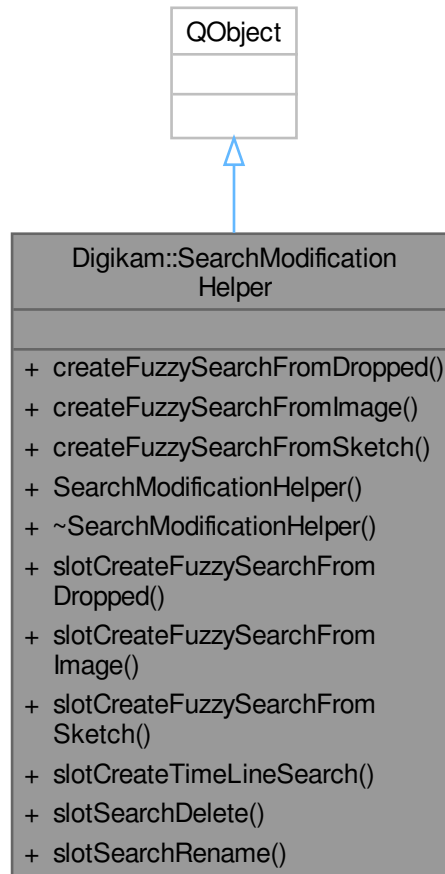 QObject
Digikam::SearchModification
Helper
+ createFuzzySearchFromDropped()
+ createFuzzySearchFromImage()
+ createFuzzySearchFromSketch()
+ SearchModificationHelper()
+ ~SearchModificationHelper()
+ slotCreateFuzzySearchFrom
Dropped()
+ slotCreateFuzzySearchFrom
Image()
+ slotCreateFuzzySearchFrom
Sketch()
+ slotCreateTimeLineSearch()
+ slotSearchDelete()
+ slotSearchRename()